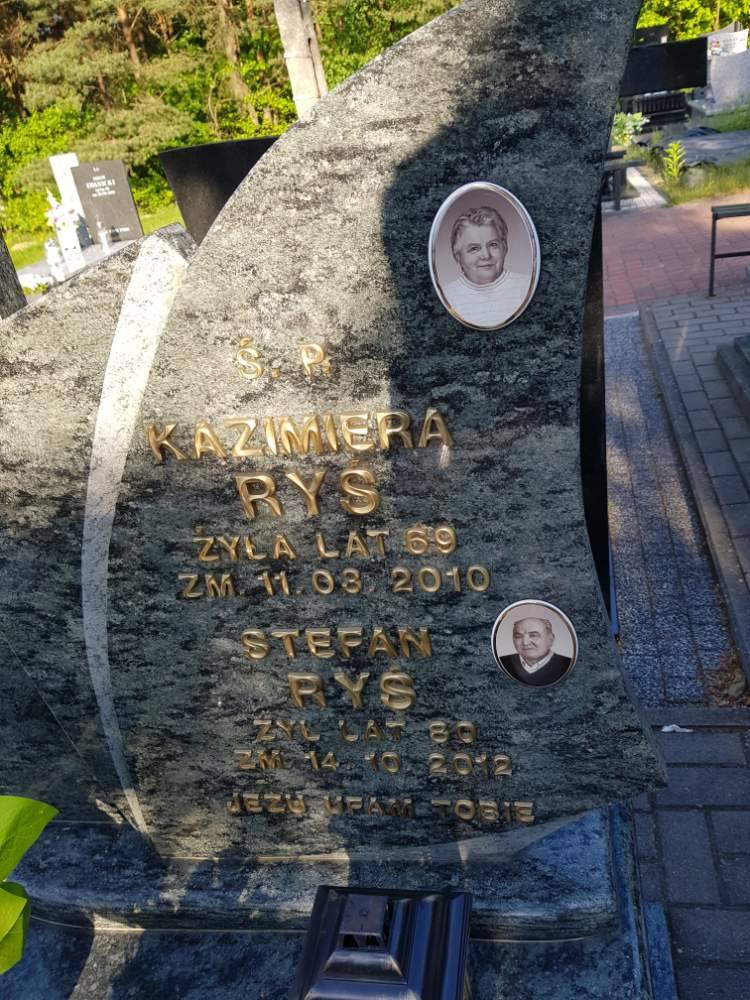 Ś. P.
KAZIMIERA
RYŚ
ŻYŁA LAT 69
ZM. 11.03.2010
STEFAN
RYŚ
ŻYŁ LAT 80
ZM. 14.10.2012
JEZU UFAM TOBIE